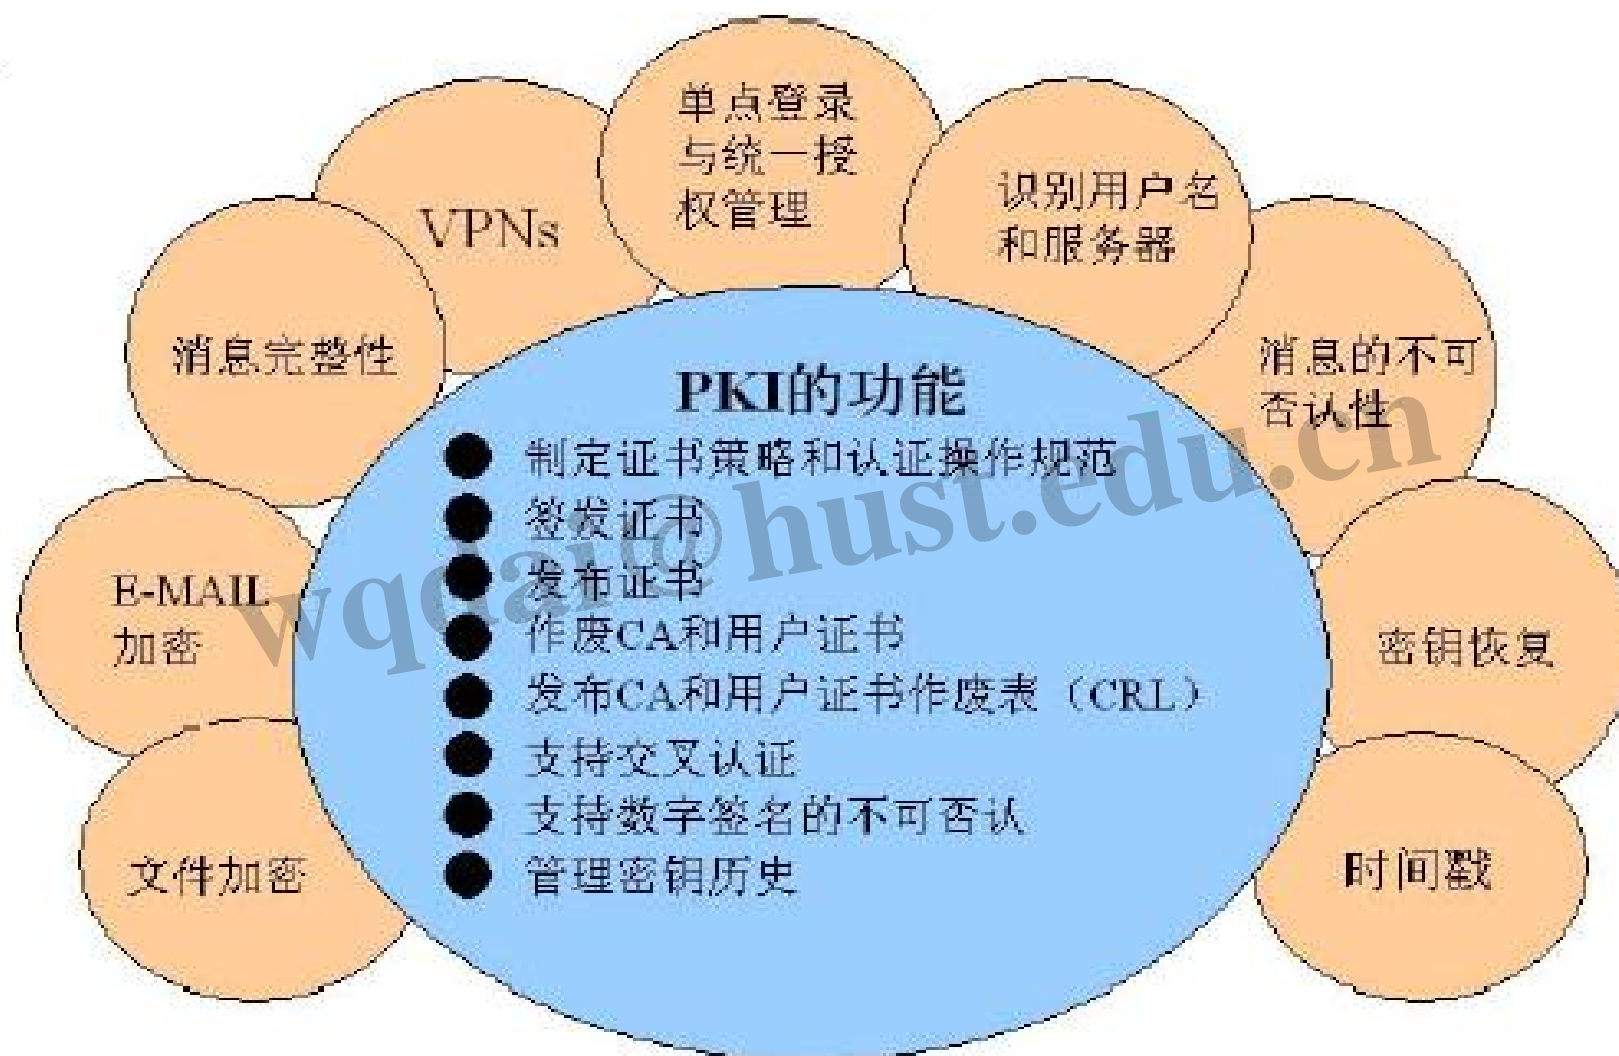 单点登录
与统一授
权管理
VPNs
识别用户名
和服务器
消息完整性
消息的不可
否认性
E-MAIL
加密
密钥恢复
文件加密
时间戳
PKI的功能
制定证书策略和认证操作规范
签发证书
发布证书
作废CA和用户证书
发布CA和用户证书作废表（CRL）
支持交叉认证
支持数字签名的不可否认
管理密钥历史
wqdai@hust.edu.cn